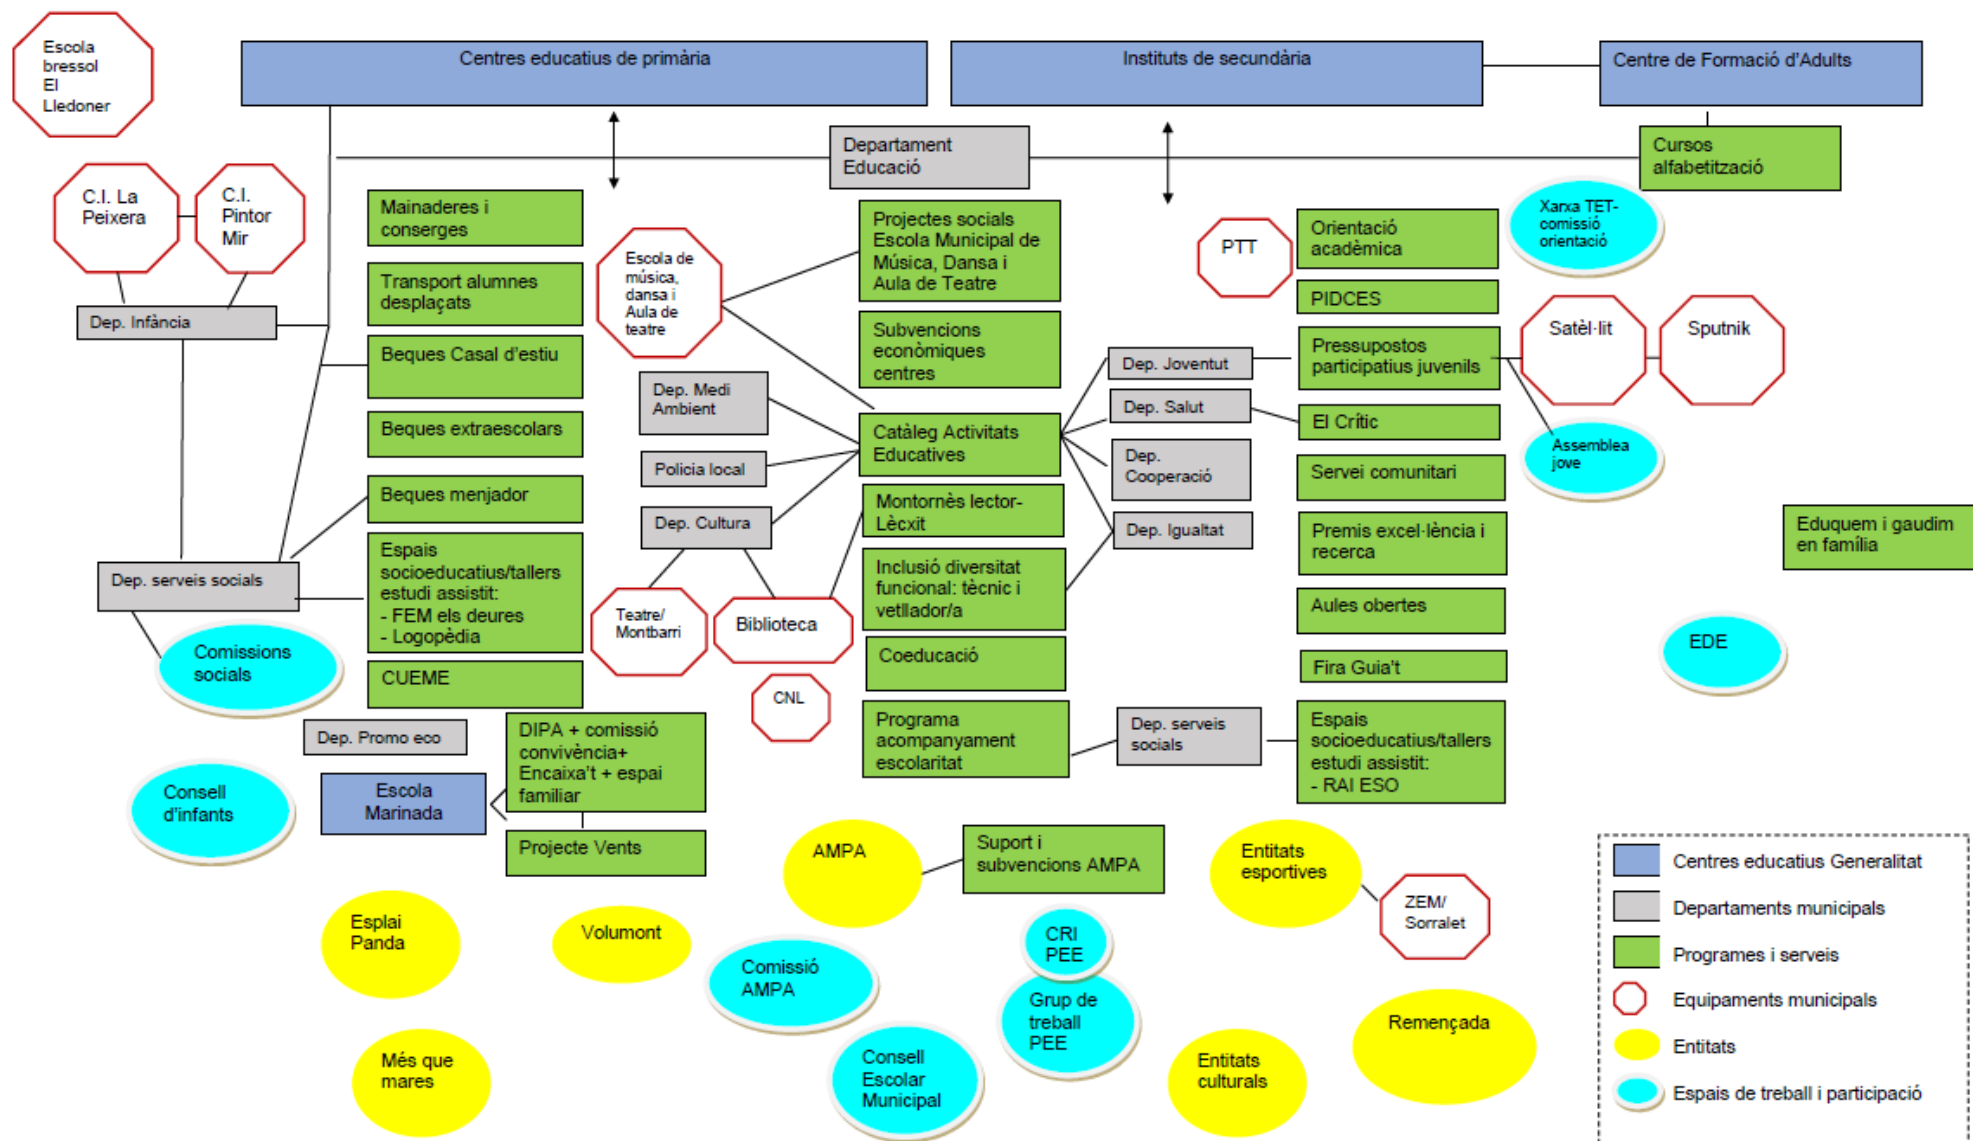 Escola
bressol
El
Lledoner
Centres educatius de primària
Instituts de secundària
Centre de Formació d'Adults
Departament
Educació
Cursos
alfabetització
C.I. La
Peixera
C.I.
Pintor
Mir
Mainaderes i
conserges
Projectes socials
Escola Municipal de
Música, Dansa i
Aula de Teatre
PTT
Orientació
acadèmica
Xarxa TET-
comissió
orientació
Escola de
música,
dansa i
Aula de
teatre
Transport alumnes
desplaçats
PIDCES
Dep. Infància
Beques Casal d'estiu
Subvencions
econòmiques
centres
Dep. Joventut
Pressupostos
participatius juvenils
Satèl·lit
Sputnik
Dep. Medi
Ambient
Dep. Salut
El Crític
Beques extraescolars
Catàleg Activitats
Educatives
Assemblea
jove
Policia local
Dep.
Cooperació
Servei comunitari
Beques menjador
Dep. Cultura
Montornès lector-
Lècxit
Dep. Igualtat
Premis excel·lència i
recerca
Eduquem i gaudim
en família
Dep. serveis socials
Espais
socioeducatius/tallers
estudi assistit:
- FEM els deures
- Logopèdia
Inclusió diversitat
funcional: tècnic i
vetllador/a
Aules obertes
Teatre/
Montbarri
Biblioteca
Comissions
socials
Coeducació
EDE
CUEME
CNL
Fira Guia't
Dep. Promo eco
DIPA + comissió
convivència+
Encaixa't + espai
familiar
Programa
acompanyament
escolaritat
Dep. serveis
socials
Espais
socioeducatius/tallers
estudi assistit:
- RAI ESO
Consell
d'infants
Escola
Marinada
Projecte Vents
AMPA
Suport i
subvencions AMPA
Entitats
esportives
ZEM/
Sorralet
Esplai
Panda
Volumont
CRI
PEE
Comissió
AMPA
Grup de
treball
PEE
Remençada
Més que
mares
Consell
Escolar
Municipal
Entitats
culturals
Centres educatius Generalitat
Departaments municipals
Programes i serveis
Equipaments municipals
Entitats
Espais de treball i participació